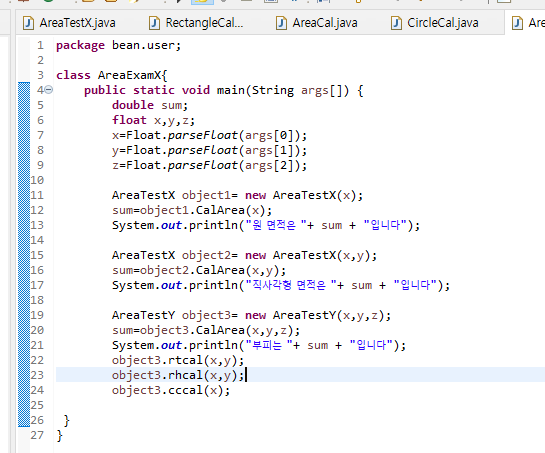 AreaTestX.java RectangleCal... AreaCal.java CircleCal.java Are
1 package bean.user;
2
3 class AreaExamX{
4 public static void main(String args[]) {
5 double sum;
6 float x,y,z;
7 x=Float.parseFloat(args[0]);
8 y=Float.parseFloat(args[1]);
9 z=Float.parseFloat(args[2]);
10
11 AreaTestX object1= new AreaTestX(x);
12 sum=object1.CalArea(x);
13 System.out.println("원 면적은 "+ sum + "입니다");
14
15 AreaTestX object2= new AreaTestX(x,y);
16 sum=object2.CalArea(x,y);
17 System.out.println("직사각형 면적은 "+ sum + "입니다");
18
19 AreaTestY object3= new AreaTestY(x,y,z);
20 sum=object3.CalArea(x,y,z);
21 System.out.println("부피는 "+ sum + "입니다");
22 object3.rtcal(x,y);
23 object3.rhcal(x,y);
24 object3.cccal(x);
25
26 }
27 }